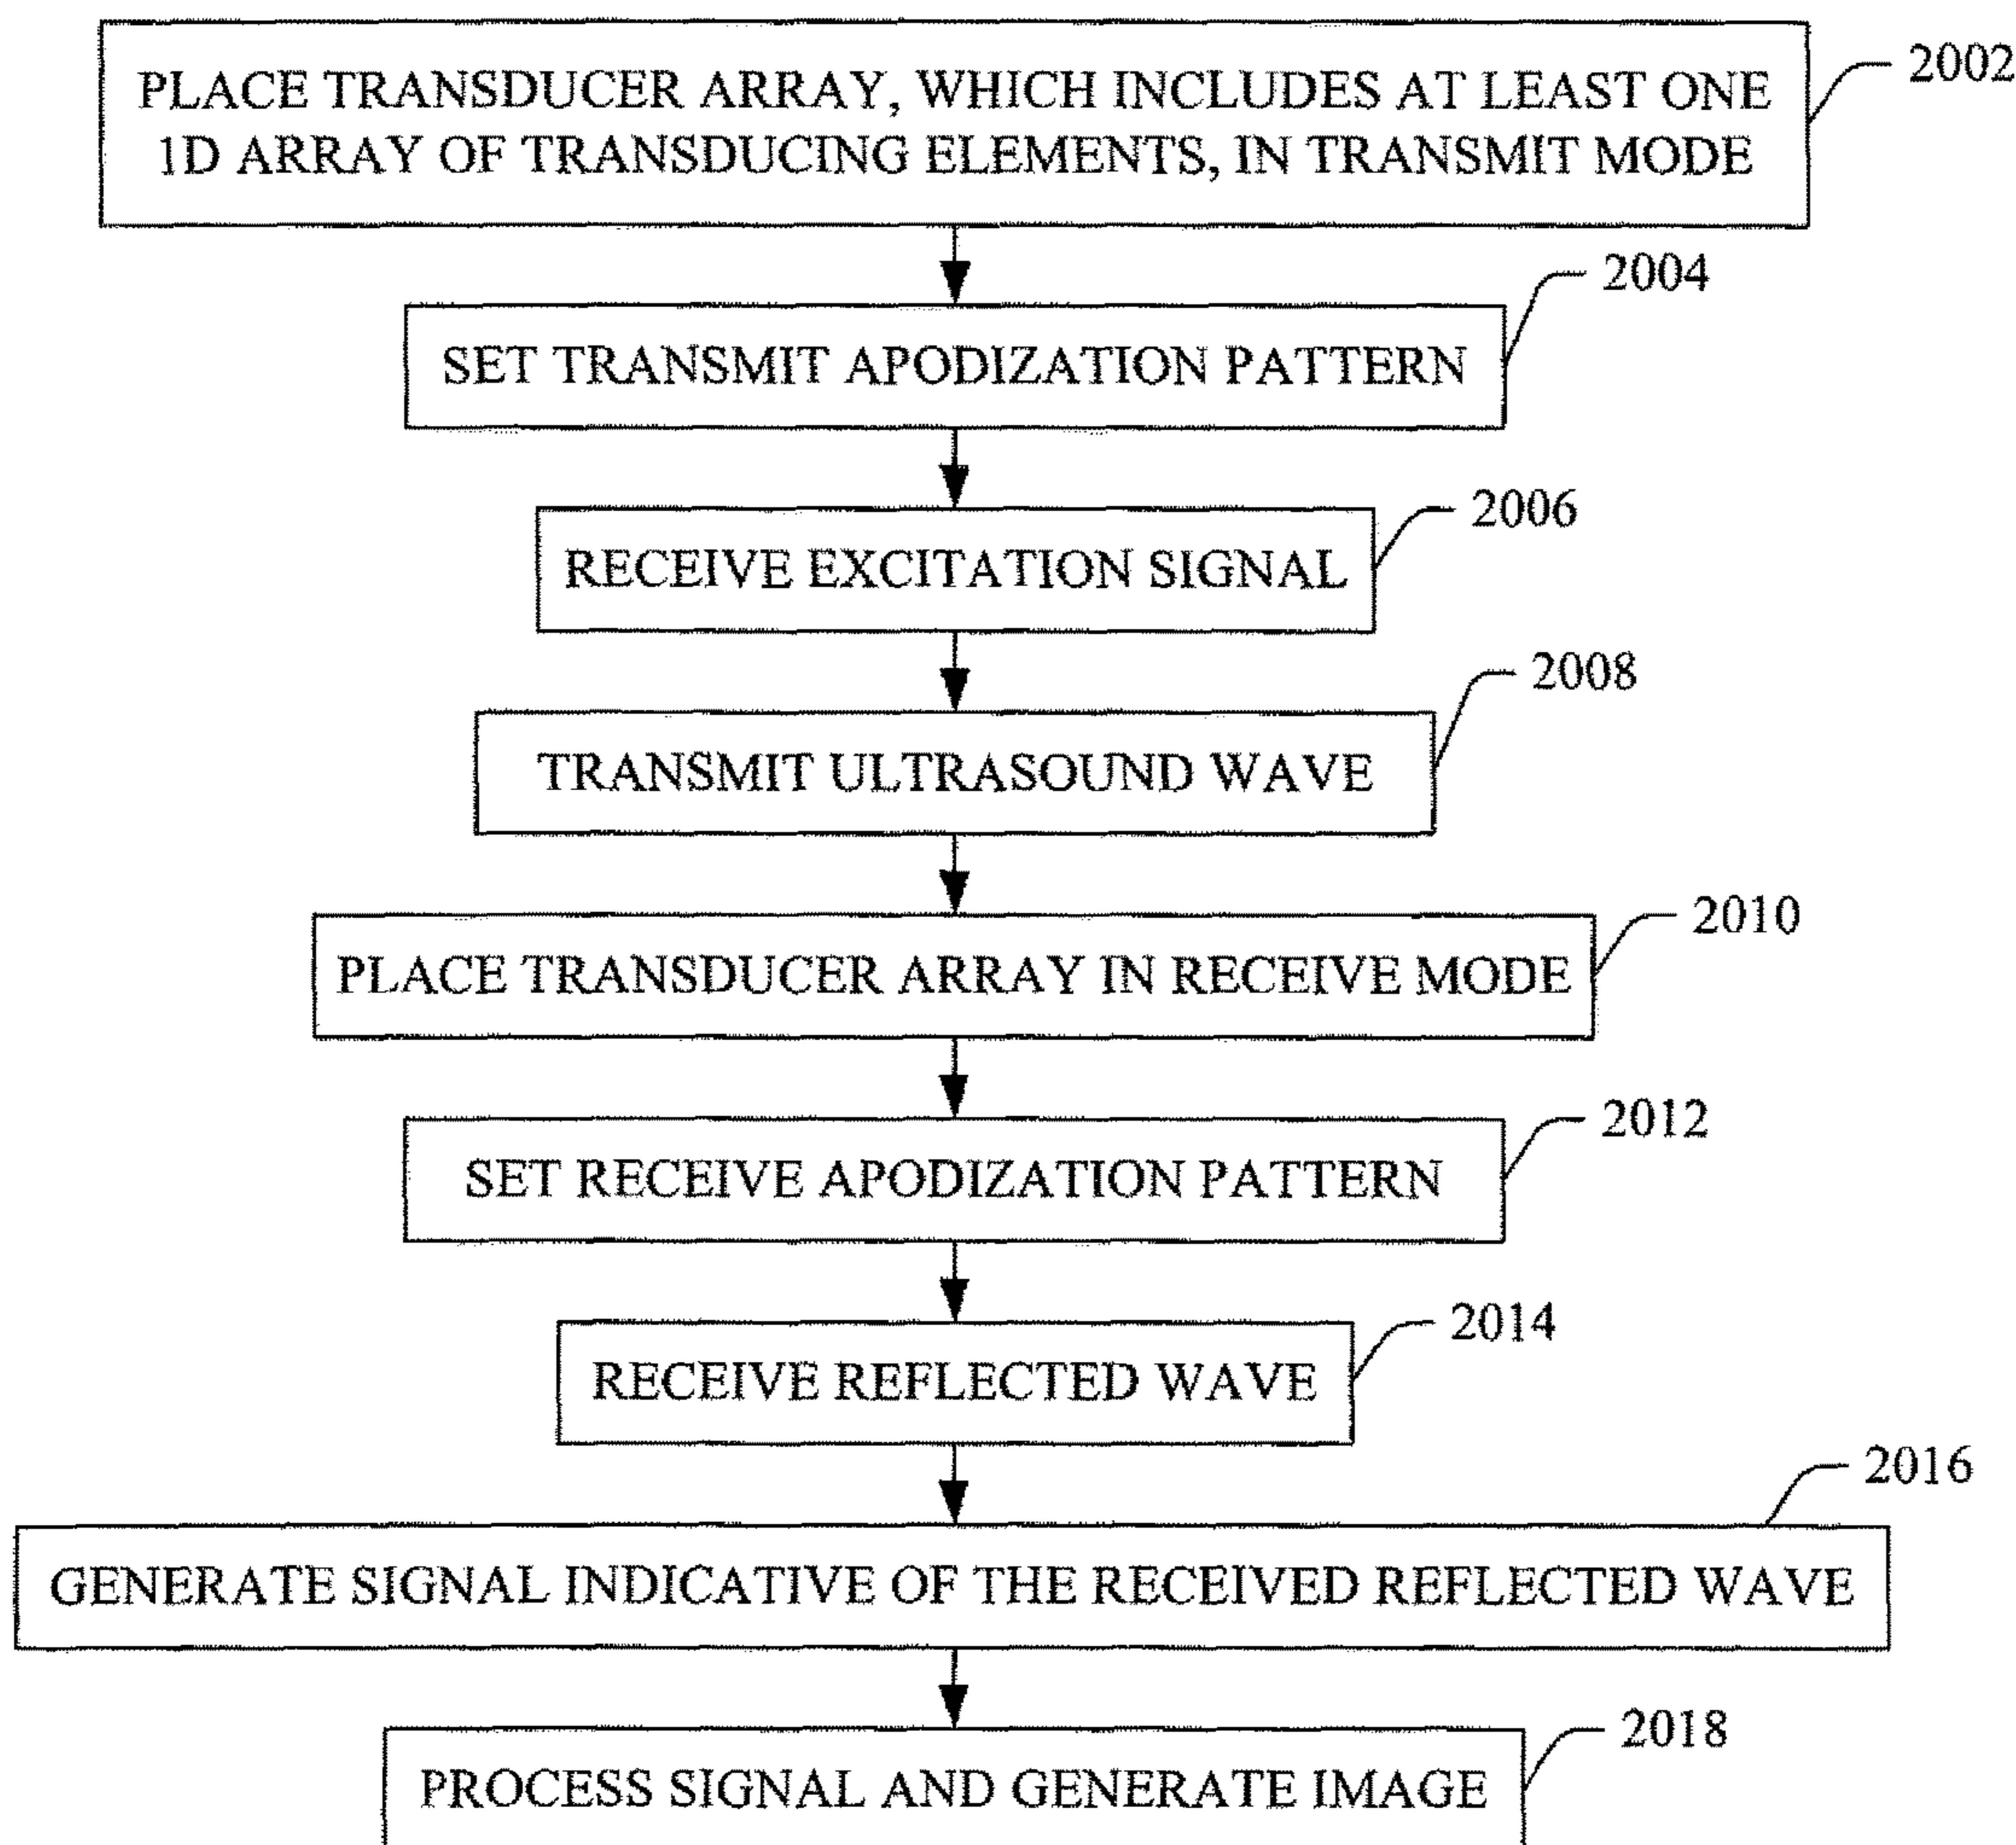 PLACE TRANSDUCER ARRAY, WHICH INCLUDES AT LEAST ONE
1D ARRAY OF TRANSDUCING ELEMENTS, IN TRANSMIT MODE
2002
SET TRANSMIT APODIZATION PATTERN
2004
RECEIVE EXCITATION SIGNAL
2006
TRANSMIT ULTRASOUND WAVE
2008
PLACE TRANSDUCER ARRAY IN RECEIVE MODE
2010
SET RECEIVE APODIZATION PATTERN
2012
RECEIVE REFLECTED WAVE
2014
GENERATE SIGNAL INDICATIVE OF THE RECEIVED REFLECTED WAVE
2016
PROCESS SIGNAL AND GENERATE IMAGE
2018